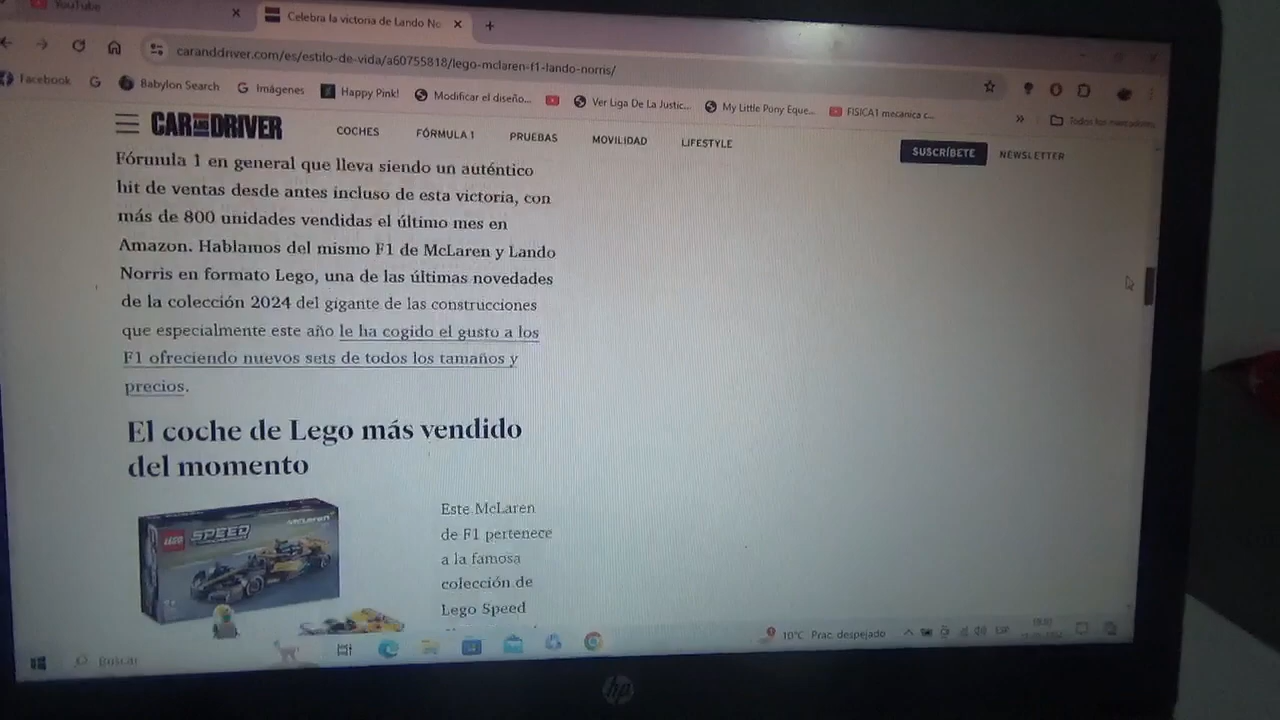 YouTube
Celebra la victoria de Lando No
caranddriver.com/es/estilo-de-vida/a60755818/lego-mclaren-f1-lando-norris/
Facebook
Babylon Search
Imágenes
Happy Pink!
Modificar el diseño...
Ver Liga De La Justic...
My Little Pony Eque...
FISICA1 mecanica c...
Todos los marcadores
CAR AND DRIVER
COCHES
FÓRMULA 1
PRUEBAS
MOVILIDAD
LIFESTYLE
SUSCRÍBETE
NEWSLETTER
Fórmula 1 en general que lleva siendo un auténtico
hit de ventas desde antes incluso de esta victoria, con
más de 800 unidades vendidas el último mes en
Amazon. Hablamos del mismo F1 de McLaren y Lando
Norris en formato Lego, una de las últimas novedades
de la colección 2024 del gigante de las construcciones
que especialmente este año le ha cogido el gusto a los
F1 ofreciendo nuevos sets de todos los tamaños y
precios.
El coche de Lego más vendido
del momento
LEGO
SPEED
McLaren
Este McLaren
de F1 pertenece
a la famosa
colección de
Lego Speed
Buscar
10°C Prac. despejado
ESP
hp